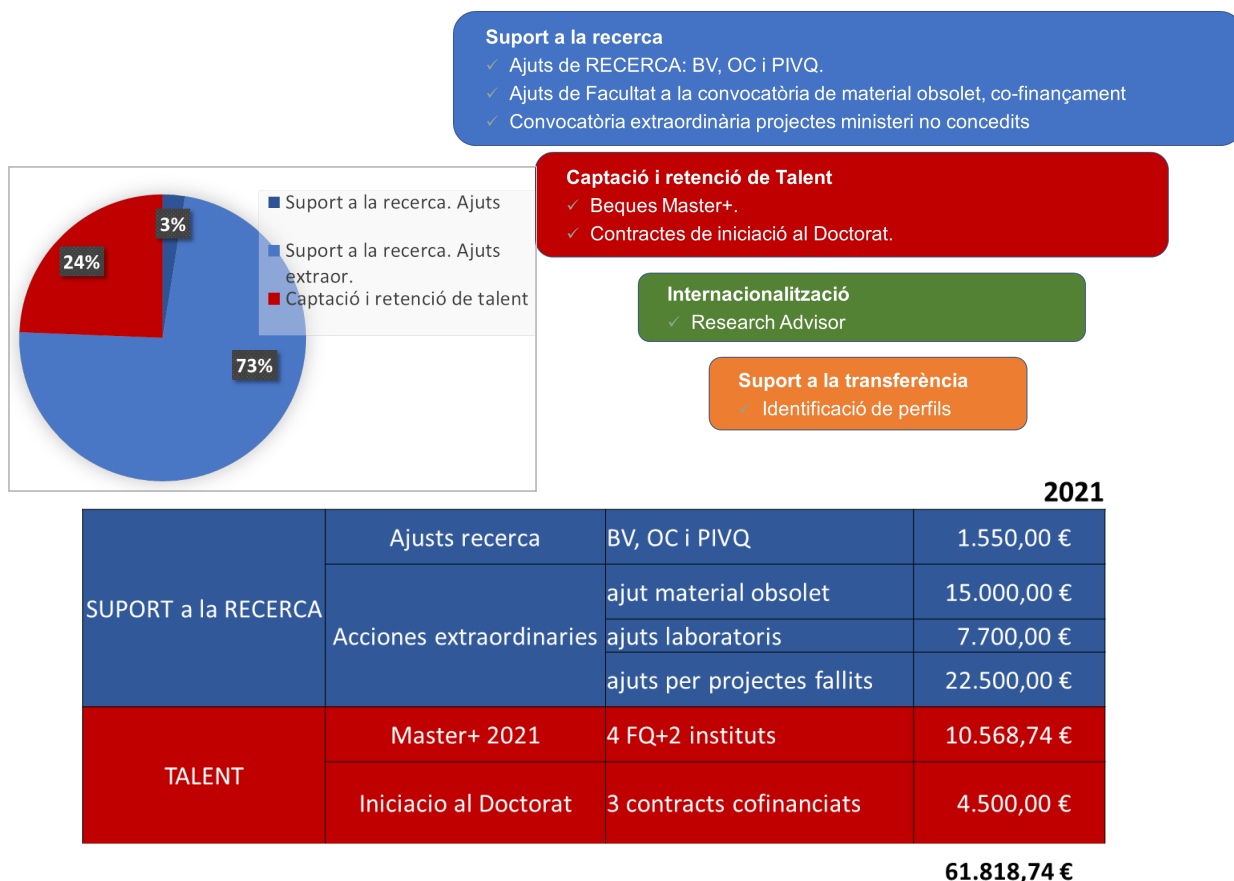 Suport a la recerca
✓ Ajuts de RECERCA: BV, OC i PIVQ.
✓ Ajuts de Facultat a la convocatòria de material obsolet, co-finançament
✓ Convocatòria extraordinària projectes ministeri no concedits
Captació i retenció de Talent
✓ Beques Master+.
✓ Contractes de iniciació al Doctorat.
Internacionalització
✓ Research Advisor
Suport a la transferència
✓ Identificació de perfils
3%
24%
73%
Suport a la recerca. Ajuts
Suport a la recerca. Ajuts
extraor.
Captació i retenció de talent
2021
SUPORT a la RECERCA
Ajusts recerca
BV, OC i PIVQ
1.550,00 €
Acciones extraordinaries
ajut material obsolet
15.000,00 €
ajuts laboratoris
7.700,00 €
ajuts per projectes fallits
22.500,00 €
TALENT
Master+ 2021
4 FQ+2 instituts
10.568,74 €
Iniciacio al Doctorat
3 contracts cofinanciats
4.500,00 €
61.818,74 €